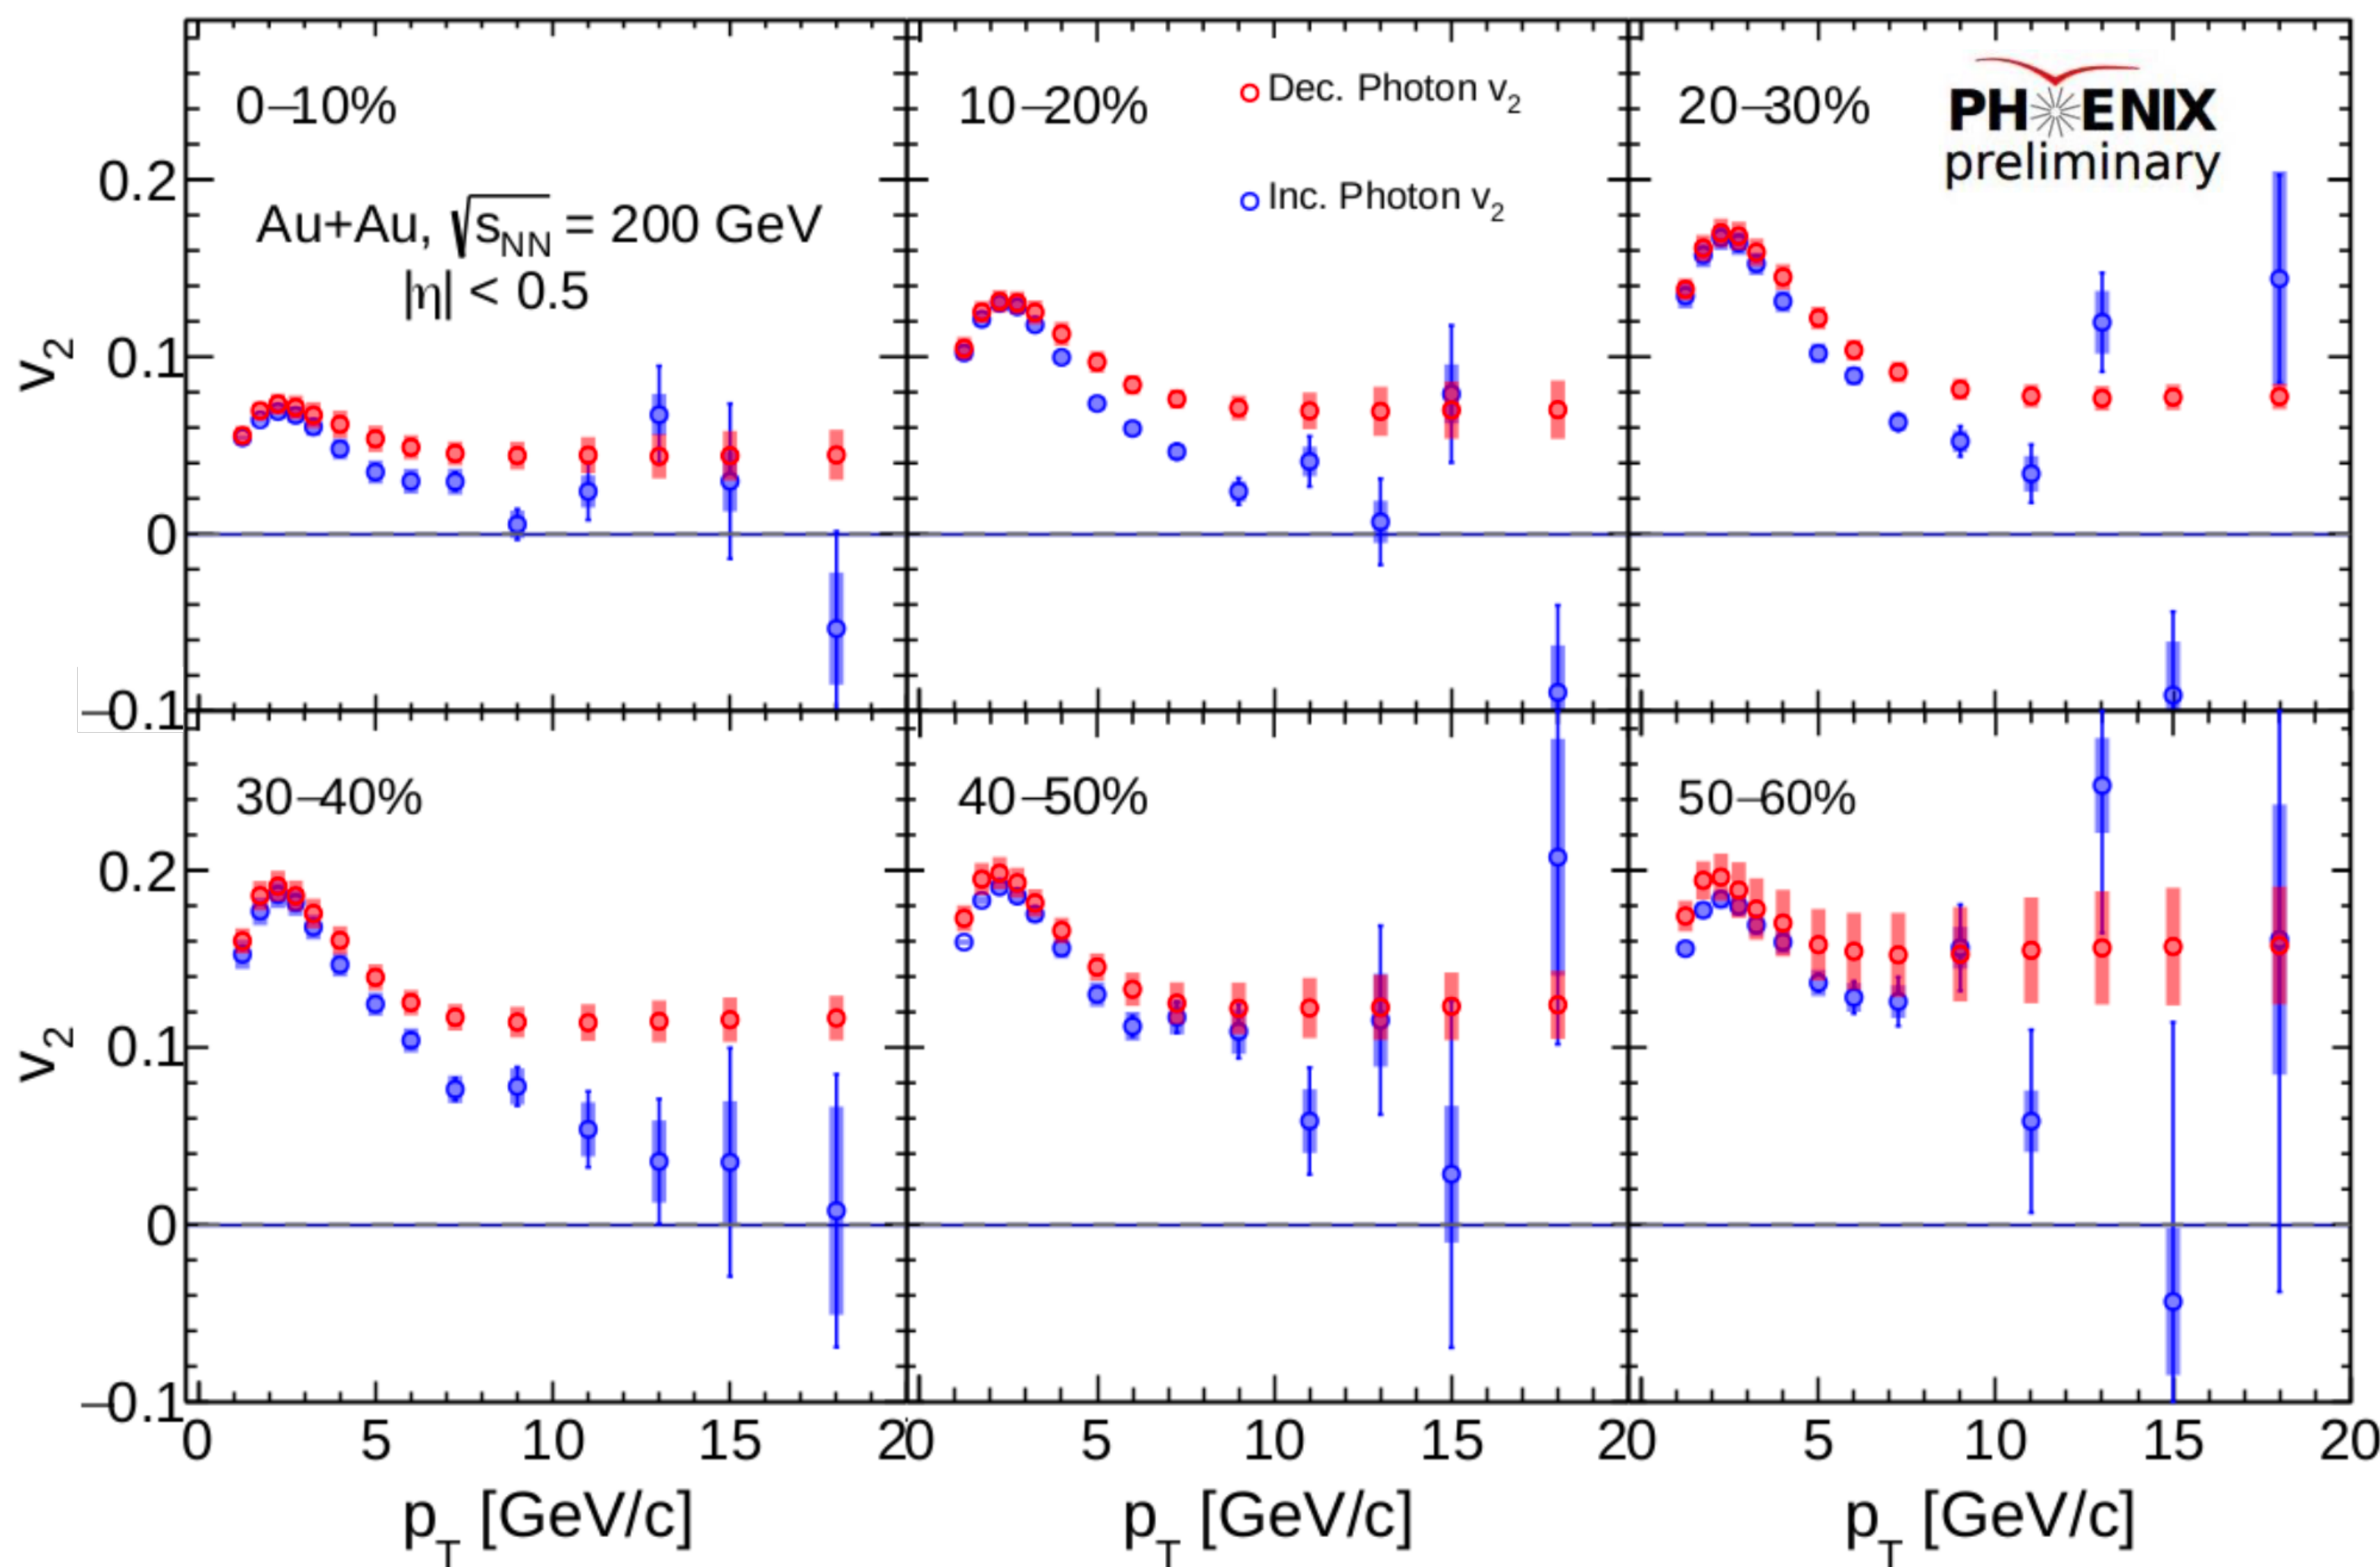 0–10%
Au+Au, √sNN = 200 GeV
|η| < 0.5
10–20%
Dec. Photon v2
Inc. Photon v2
20–30%
PHENIX
preliminary
v2
0.2
0.1
0
–0.1
30–40%
40–50%
50–60%
v2
0.2
0.1
0
–0.1
0 5 10 15 20 5 10 15 20 5 10 15 20
pT [GeV/c] pT [GeV/c] pT [GeV/c]